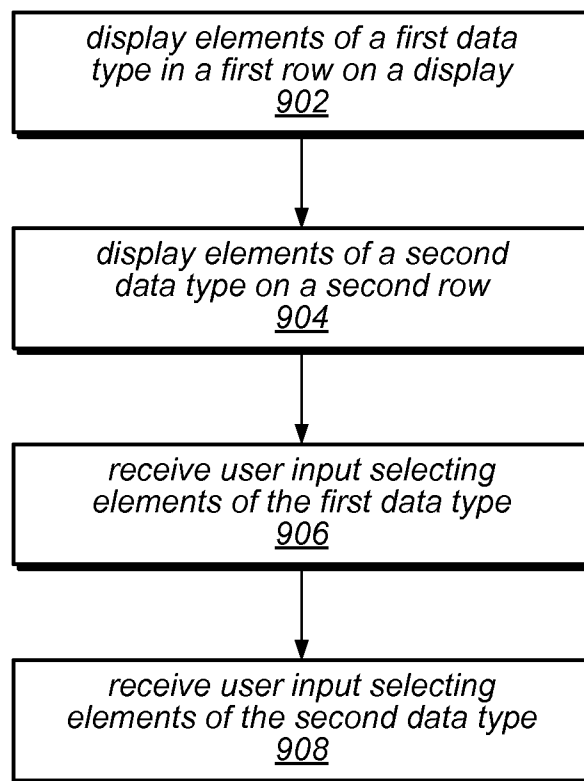 display elements of a first data
type in a first row on a display
902
display elements of a second
data type on a second row
904
receive user input selecting
elements of the first data type
906
receive user input selecting
elements of the second data type
908